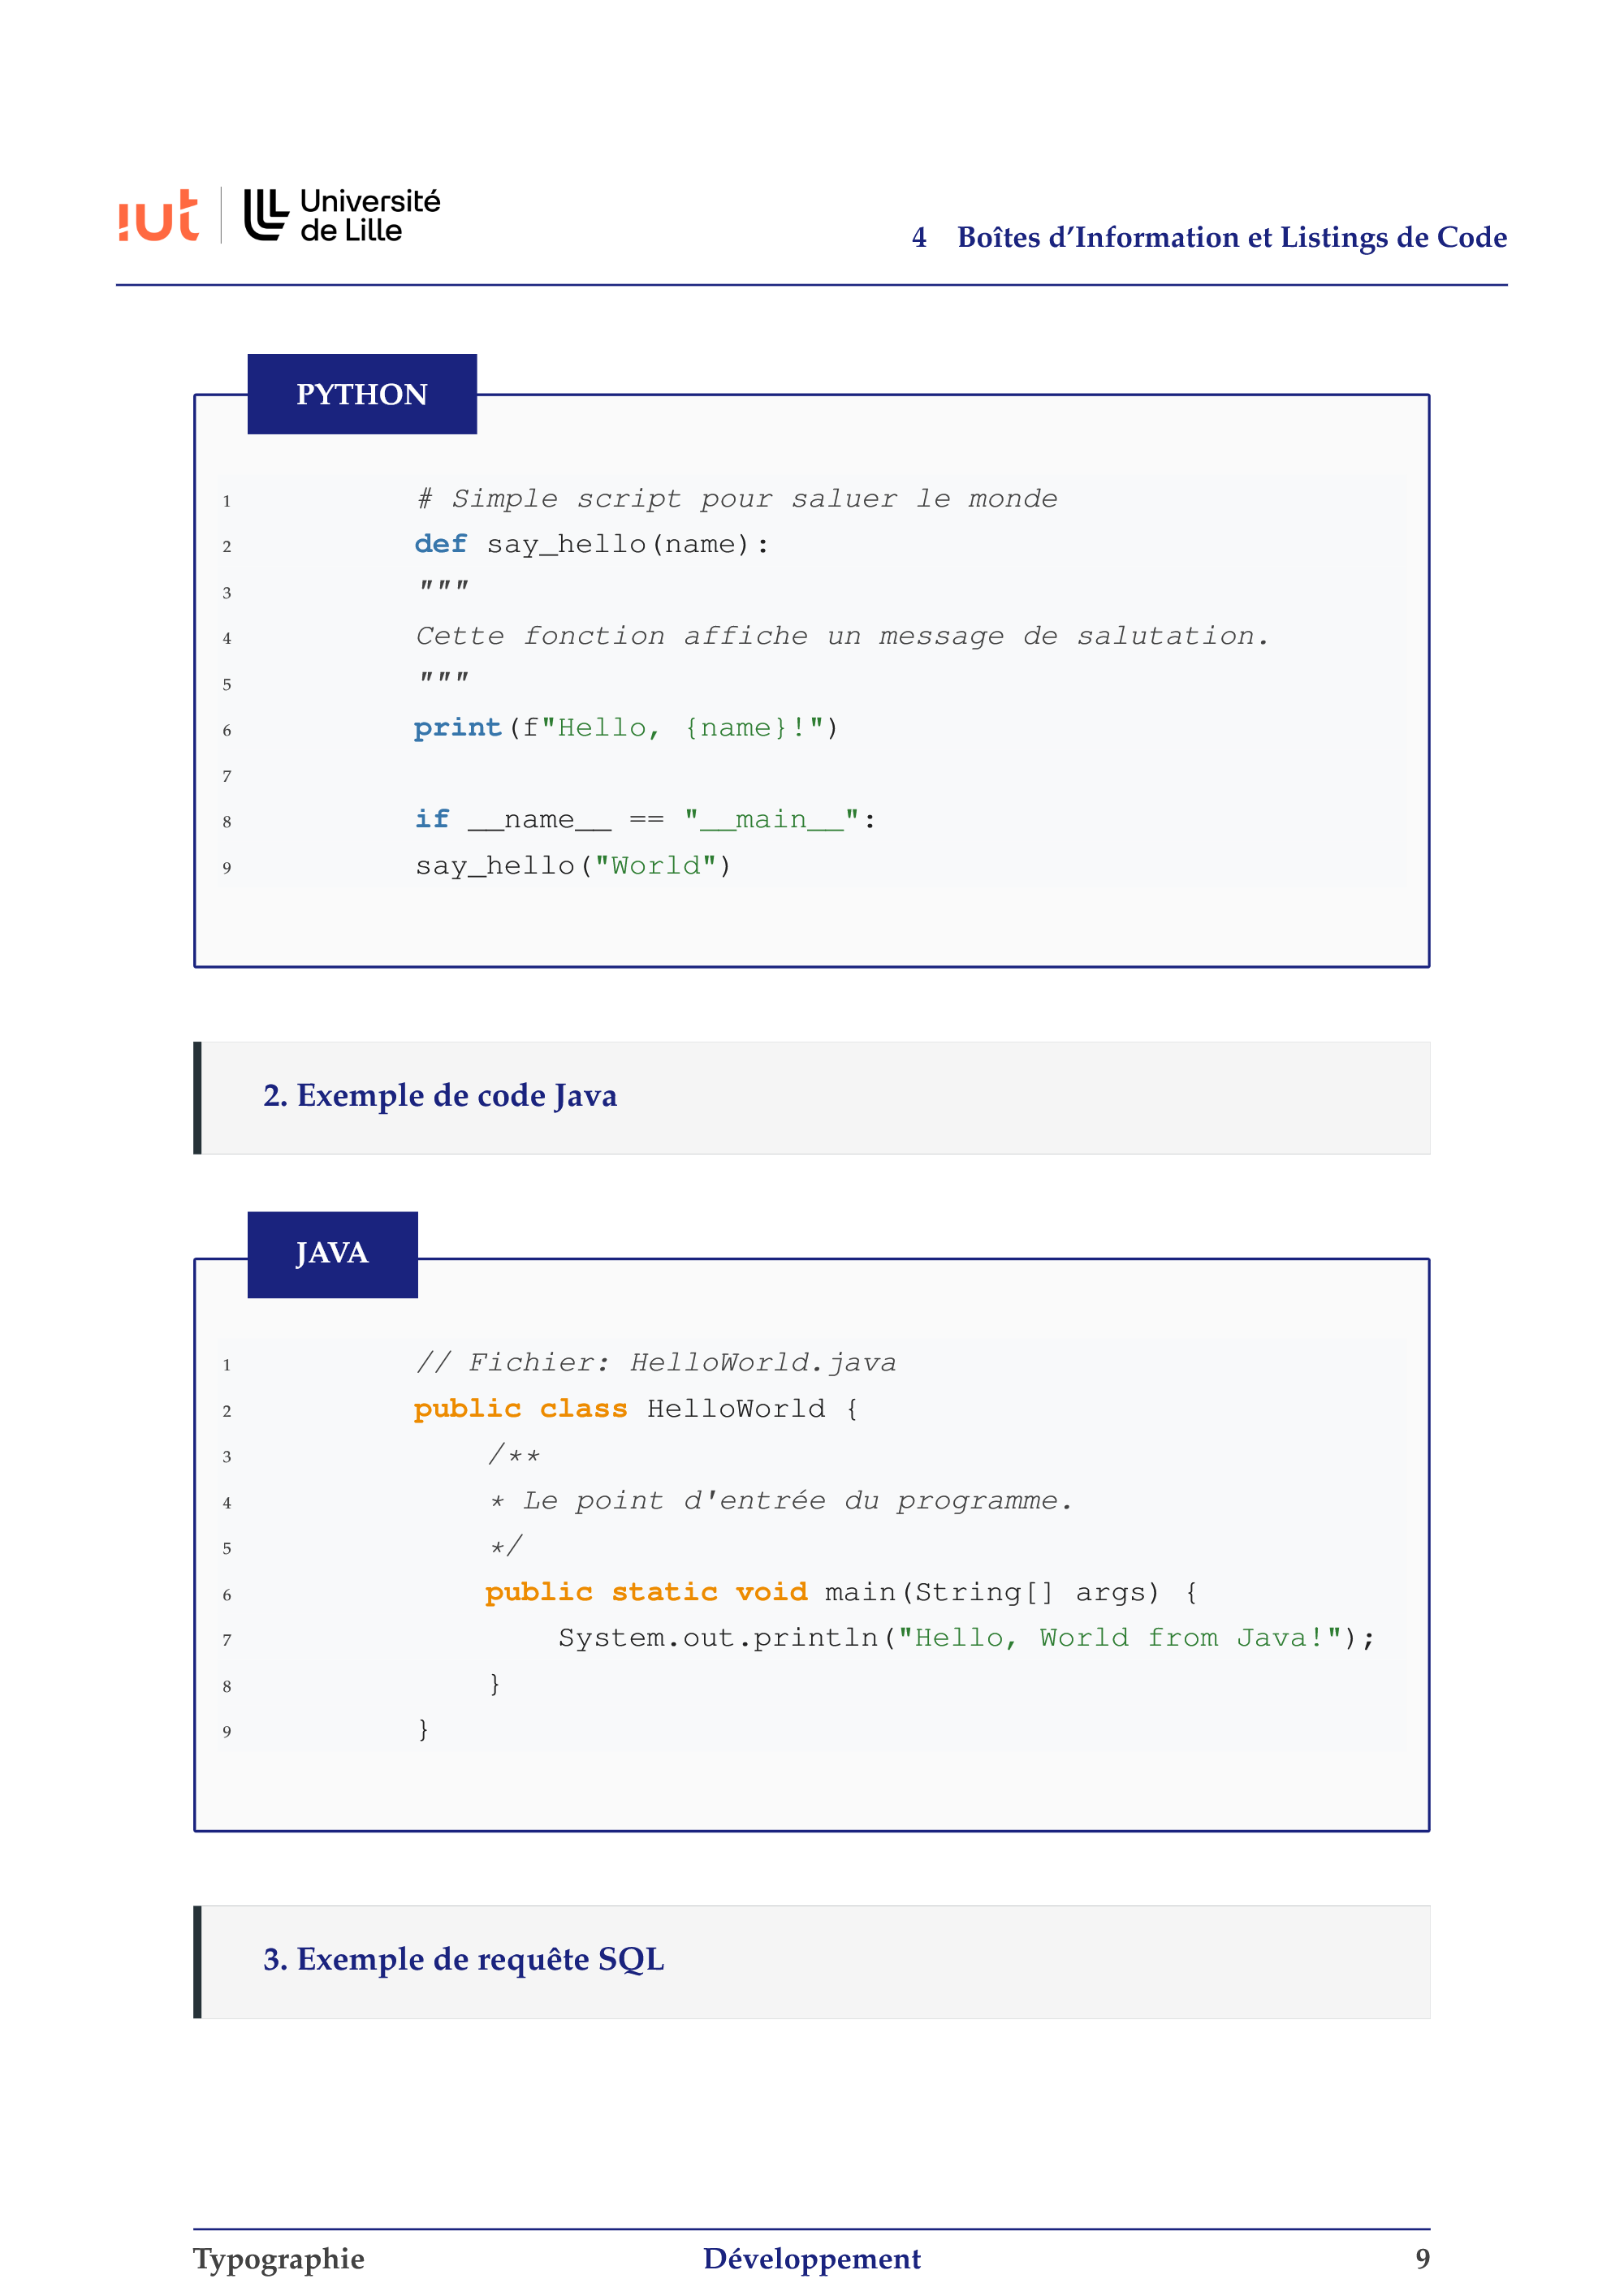 iut Université
de Lille
4 Boîtes d’Information et Listings de Code
PYTHON
1 # Simple script pour saluer le monde
2 def say_hello(name):
3 """
4 Cette fonction affiche un message de salutation.
5 """
6 print(f"Hello, {name}!")
7
8 if __name__ == "__main__":
9 say_hello("World")
2. Exemple de code Java
JAVA
1 // Fichier: HelloWorld.java
2 public class HelloWorld {
3     /**
4     * Le point d'entrée du programme.
5     */
6     public static void main(String[] args) {
7         System.out.println("Hello, World from Java!");
8     }
9 }
3. Exemple de requête SQL
Typographie Développement 9